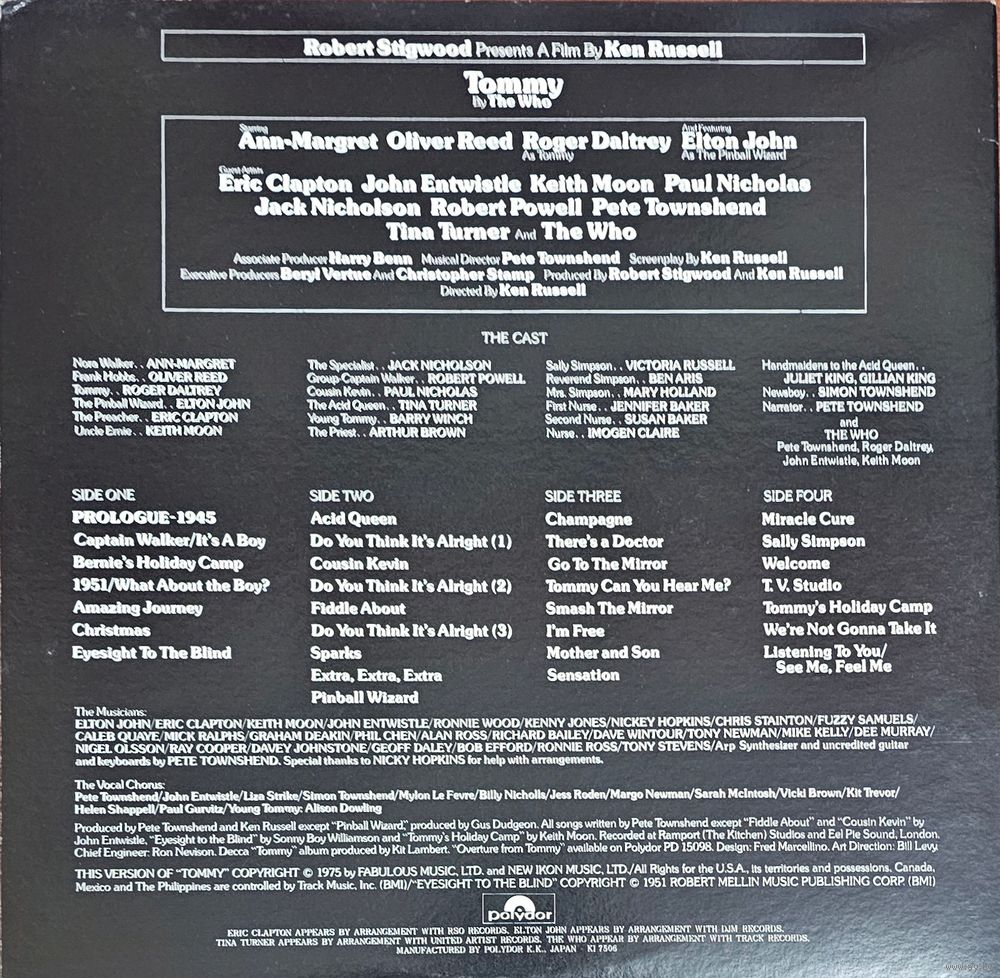 Robert Stigwood Presents A Film By Ken Russell
Tommy
By The Who
Starring
Ann-Margret Oliver Reed Roger Daltrey
As Tommy
And Featuring
Elton John
As The Pinball Wizard
Guest Artists
Eric Clapton John Entwistle Keith Moon Paul Nicholas
Jack Nicholson Robert Powell Pete Townshend
Tina Turner And The Who
Associate Producer Harry Benn Musical Director Pete Townshend Screenplay By Ken Russell
Executive Producers Beryl Vertue And Christopher Stamp Produced By Robert Stigwood And Ken Russell
Directed By Ken Russell
THE CAST
Nora Walker. . ANN-MARGRET
Frank Hobbs. . OLIVER REED
Tommy. . ROGER DALTREY
The Pinball Wizard. . ELTON JOHN
The Preacher. . ERIC CLAPTON
Uncle Ernie. . KEITH MOON
The Specialist. . JACK NICHOLSON
Group Captain Walker. . ROBERT POWELL
Cousin Kevin. . PAUL NICHOLAS
The Acid Queen. . TINA TURNER
Young Tommy. . BARRY WINCH
The Priest. . ARTHUR BROWN
Sally Simpson. . VICTORIA RUSSELL
Reverend Simpson. . BEN ARIS
Mrs. Simpson. . MARY HOLLAND
First Nurse. . JENNIFER BAKER
Second Nurse. . SUSAN BAKER
Nurse. . IMOGEN CLAIRE
Handmaidens to the Acid Queen. .
JULIET KING, GILLIAN KING
Newsboy. . SIMON TOWNSHEND
Narrator. . PETE TOWNSHEND
and
THE WHO
Pete Townshend, Roger Daltrey,
John Entwistle, Keith Moon
SIDE ONE
PROLOGUE-1945
Captain Walker/It's A Boy
Bernie's Holiday Camp
1951/What About the Boy?
Amazing Journey
Christmas
Eyesight To The Blind
SIDE TWO
Acid Queen
Do You Think It's Alright (1)
Cousin Kevin
Do You Think It's Alright (2)
Fiddle About
Do You Think It's Alright (3)
Sparks
Extra, Extra, Extra
Pinball Wizard
SIDE THREE
Champagne
There's a Doctor
Go To The Mirror
Tommy Can You Hear Me?
Smash The Mirror
I'm Free
Mother and Son
Sensation
SIDE FOUR
Miracle Cure
Sally Simpson
Welcome
T. V. Studio
Tommy's Holiday Camp
We're Not Gonna Take It
Listening To You/
See Me, Feel Me
The Musicians:
ELTON JOHN/ERIC CLAPTON/KEITH MOON/JOHN ENTWISTLE/RONNIE WOOD/KENNY JONES/NICKEY HOPKINS/CHRIS STAINTON/FUZZY SAMUELS/
CALEB QUAYE/MICK RALPHS/GRAHAM DEAKIN/PHIL CHEN/ALAN ROSS/RICHARD BAILEY/DAVE WINTOUR/TONY NEWMAN/MIKE KELLY/DEE MURRAY/
NIGEL OLSSON/RAY COOPER/DAVEY JOHNSTONE/GEOFF DALEY/BOB EFFORD/RONNIE ROSS/TONY STEVENS/Arp Synthesizer and uncredited guitar
and keyboards by PETE TOWNSHEND. Special thanks to NICKY HOPKINS for help with arrangements.
The Vocal Chorus:
Pete Townshend/John Entwistle/Liza Strike/Simon Townshend/Mylon Le Fevre/Billy Nicholls/Jess Roden/Margo Newman/Sarah McIntosh/Vicki Brown/Kit Trevor/
Helen Shappell/Paul Gurvitz/Young Tommy: Alison Dowling
Produced by Pete Townshend and Ken Russell except "Pinball Wizard," produced by Gus Dudgeon. All songs written by Pete Townshend except "Fiddle About" and "Cousin Kevin" by
John Entwistle, "Eyesight to the Blind" by Sonny Boy Williamson and "Tommy's Holiday Camp" by Keith Moon. Recorded at Ramport (The Kitchen) Studios and Eel Pie Sound, London.
Chief Engineer: Ron Nevison. Decca "Tommy" album produced by Kit Lambert. "Overture from Tommy" available on Polydor PD 15098. Design: Fred Marcellino. Art Direction: Bill Levy.
THIS VERSION OF "TOMMY" COPYRIGHT © 1975 by FABULOUS MUSIC, LTD. and NEW IKON MUSIC, LTD./All Rights for the U.S.A., its territories and possessions, Canada,
Mexico and The Philippines are controlled by Track Music, Inc. (BMI)/"EYESIGHT TO THE BLIND" COPYRIGHT © 1951 ROBERT MELLIN MUSIC PUBLISHING CORP. (BMI)
polydor
ERIC CLAPTON APPEARS BY ARRANGEMENT WITH RSO RECORDS. ELTON JOHN APPEARS BY ARRANGEMENT WITH DJM RECORDS.
TINA TURNER APPEARS BY ARRANGEMENT WITH UNITED ARTIST RECORDS. THE WHO APPEAR BY ARRANGEMENT WITH TRACK RECORDS.
MANUFACTURED BY POLYDOR K.K., JAPAN · KI 7506